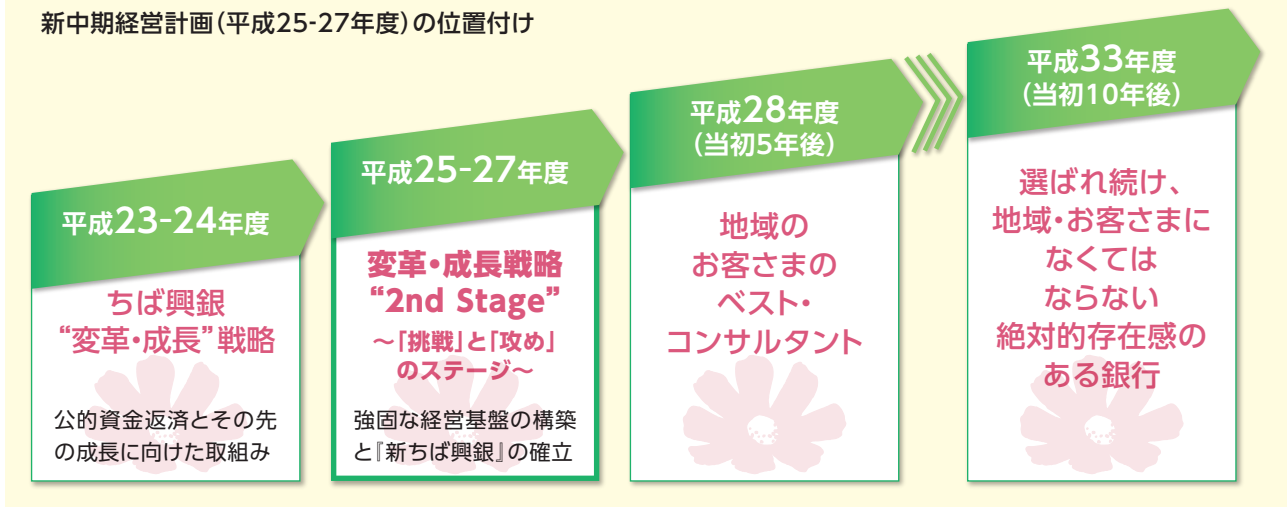 新中期経営計画（平成25-27年度）の位置付け
平成23-24年度
ちば興銀
“変革・成長”戦略
公的資金返済とその先
の成長に向けた取組み
平成25-27年度
変革・成長戦略
“2nd Stage”
～「挑戦」と「攻め」
のステージ～
強固な経営基盤の構築
と『新ちば興銀』の確立
平成28年度
（当初5年後）
地域の
お客さまの
ベスト・
コンサルタント
平成33年度
（当初10年後）
選ばれ続け、
地域・お客さまに
なくては
ならない
絶対的存在感の
ある銀行